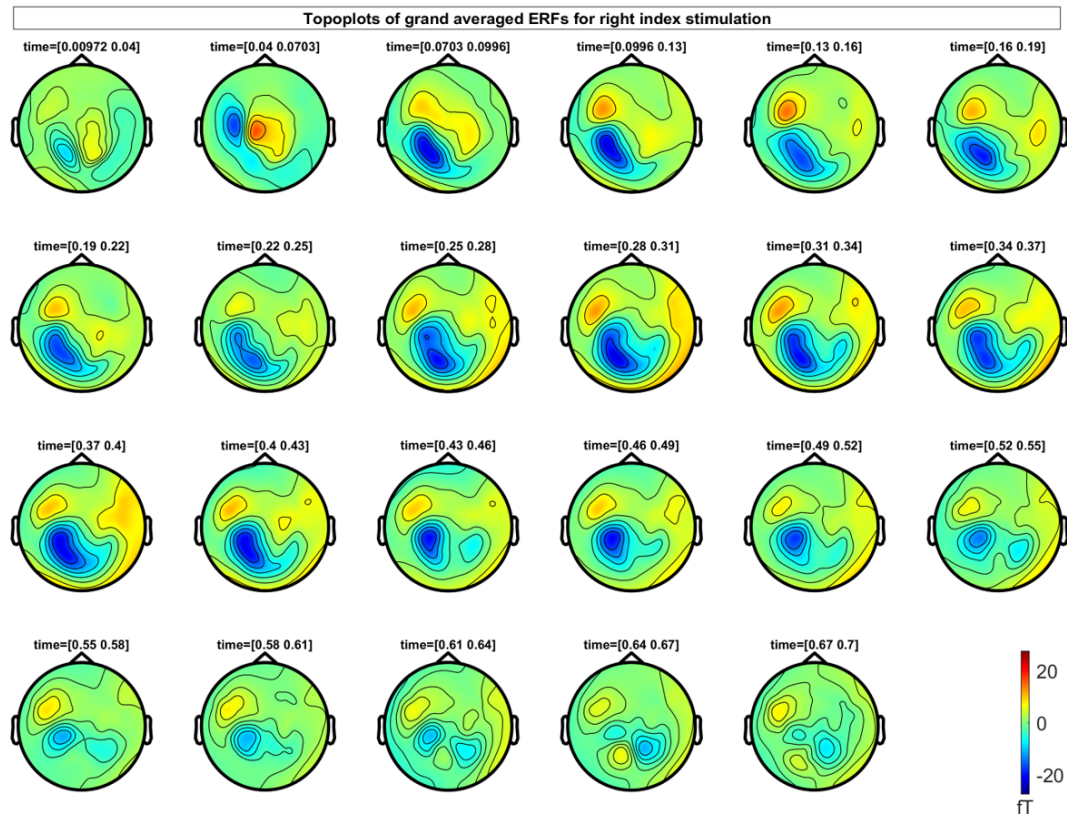 Topoplots of grand averaged ERFs for right index stimulation
time=[0.00972 0.04] time=[0.04 0.0703] time=[0.0703 0.0996] time=[0.0996 0.13] time=[0.13 0.16] time=[0.16 0.19]
time=[0.19 0.22] time=[0.22 0.25] time=[0.25 0.28] time=[0.28 0.31] time=[0.31 0.34] time=[0.34 0.37]
time=[0.37 0.4] time=[0.4 0.43] time=[0.43 0.46] time=[0.46 0.49] time=[0.49 0.52] time=[0.52 0.55]
time=[0.55 0.58] time=[0.58 0.61] time=[0.61 0.64] time=[0.64 0.67] time=[0.67 0.7]
20
0
-20
fT